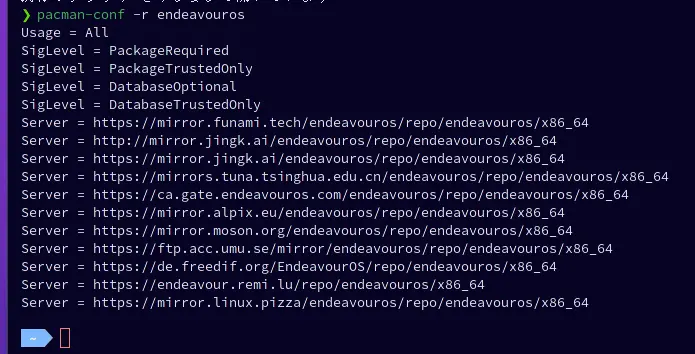 ❯ pacman-conf -r endeavouros
Usage = All
SigLevel = PackageRequired
SigLevel = PackageTrustedOnly
SigLevel = DatabaseOptional
SigLevel = DatabaseTrustedOnly
Server = https://mirror.funami.tech/endeavouros/repo/endeavouros/x86_64
Server = http://mirror.jingk.ai/endeavouros/repo/endeavouros/x86_64
Server = https://mirror.jingk.ai/endeavouros/repo/endeavouros/x86_64
Server = https://mirrors.tuna.tsinghua.edu.cn/endeavouros/repo/endeavouros/x86_64
Server = https://ca.gate.endeavouros.com/endeavouros/repo/endeavouros/x86_64
Server = https://mirror.alpix.eu/endeavouros/repo/endeavouros/x86_64
Server = https://mirror.moson.org/endeavouros/repo/endeavouros/x86_64
Server = https://ftp.acc.umu.se/mirror/endeavouros/repo/endeavouros/x86_64
Server = https://de.freedif.org/EndeavourOS/repo/endeavouros/x86_64
Server = https://endeavour.remi.lu/repo/endeavouros/x86_64
Server = https://mirror.linux.pizza/endeavouros/repo/endeavouros/x86_64
~